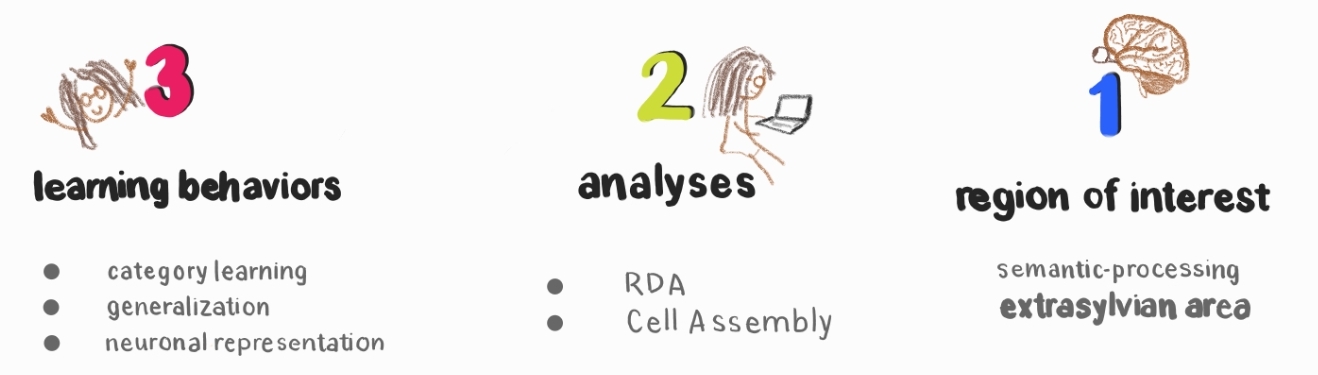 3
learning behaviors
● category learning
● generalization
● neuronal representation
2
analyses
● RDA
● Cell Assembly
1
region of interest
semantic-processing
extrasylvian area